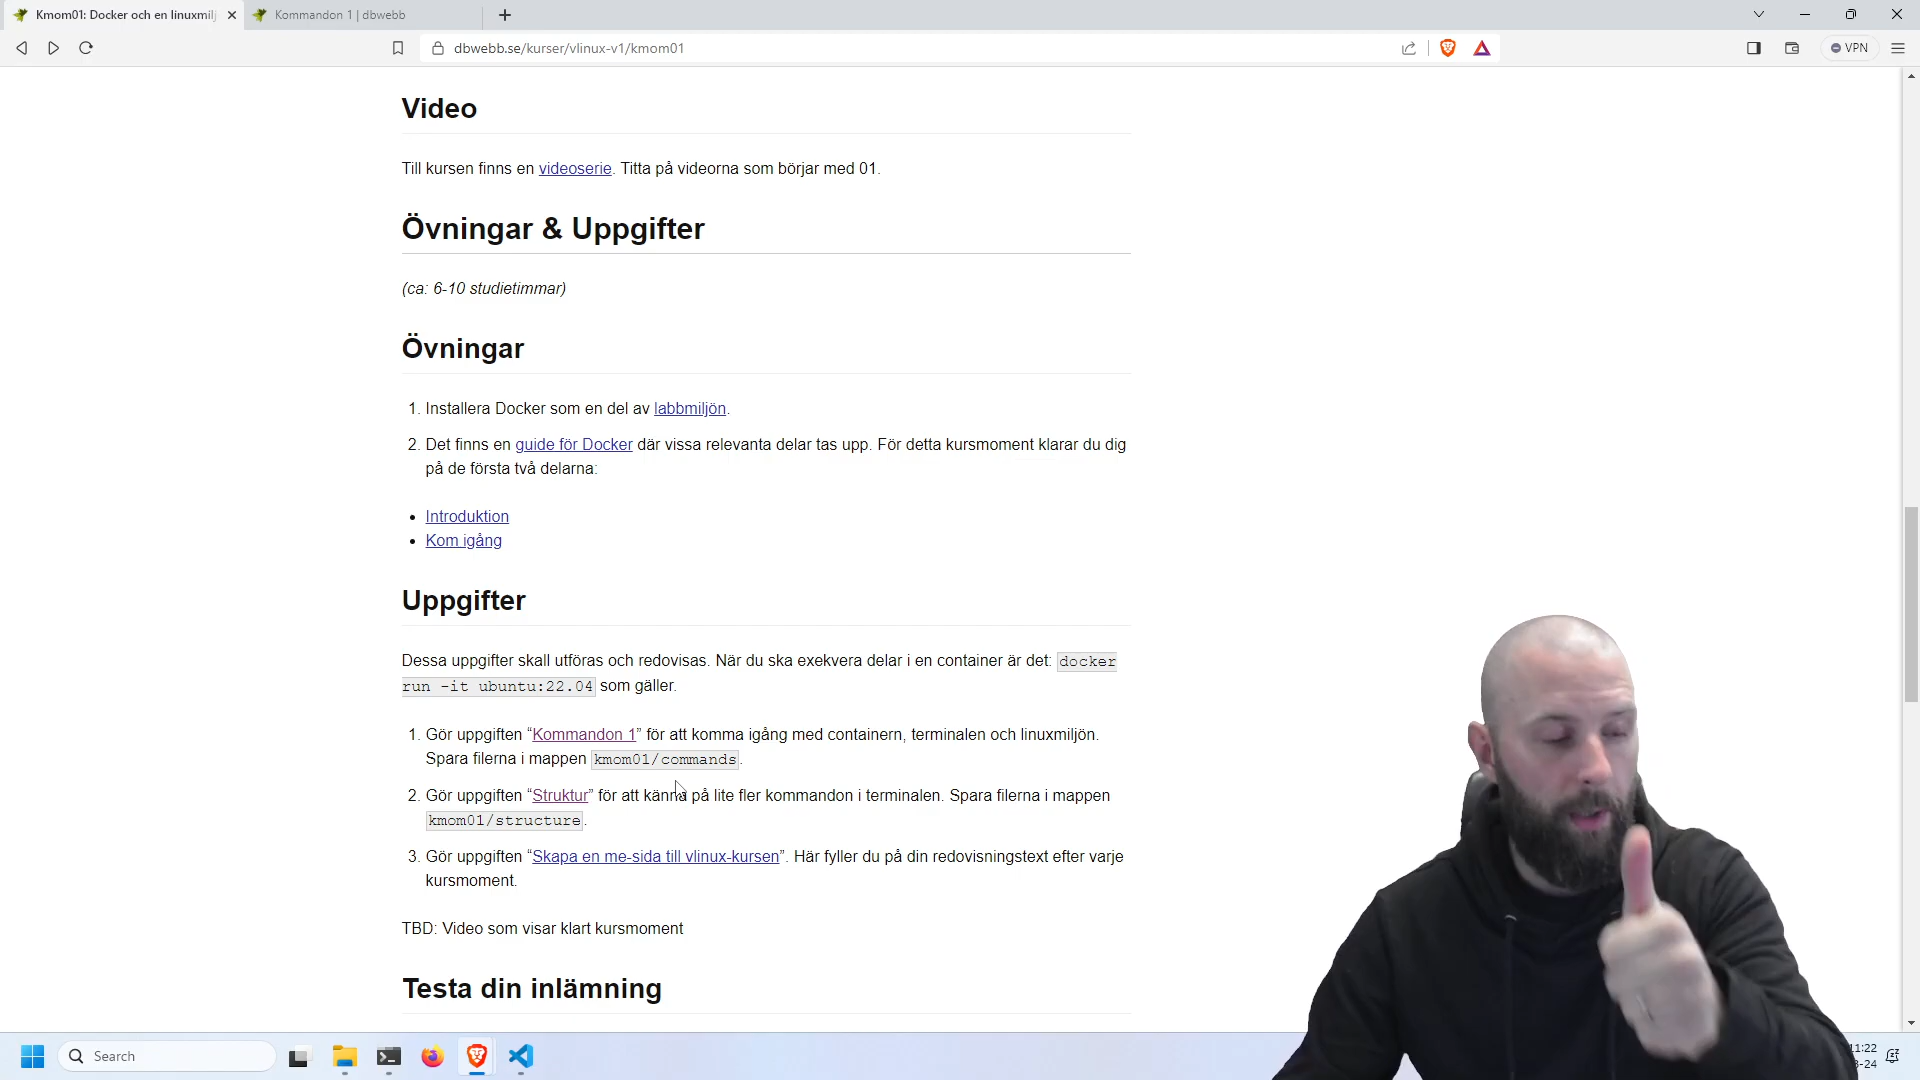 Kmom01: Docker och en linuxmilj
Kommandon 1 | dbwebb
dbwebb.se/kurser/vlinux-v1/kmom01
VPN
Video
Till kursen finns en videoserie. Titta på videorna som börjar med 01.
Övningar & Uppgifter
(ca: 6-10 studietimmar)
Övningar
1. Installera Docker som en del av labbmiljön.
2. Det finns en guide för Docker där vissa relevanta delar tas upp. För detta kursmoment klarar du dig
på de första två delarna:
• Introduktion
• Kom igång
Uppgifter
Dessa uppgifter skall utföras och redovisas. När du ska exekvera delar i en container är det: docker
run -it ubuntu:22.04 som gäller.
1. Gör uppgiften “Kommandon 1” för att komma igång med containern, terminalen och linuxmiljön.
Spara filerna i mappen kmom01/commands.
2. Gör uppgiften “Struktur” för att känna på lite fler kommandon i terminalen. Spara filerna i mappen
kmom01/structure.
3. Gör uppgiften “Skapa en me-sida till vlinux-kursen”. Här fyller du på din redovisningstext efter varje
kursmoment.
TBD: Video som visar klart kursmoment
Testa din inlämning
Search
11:22
-24